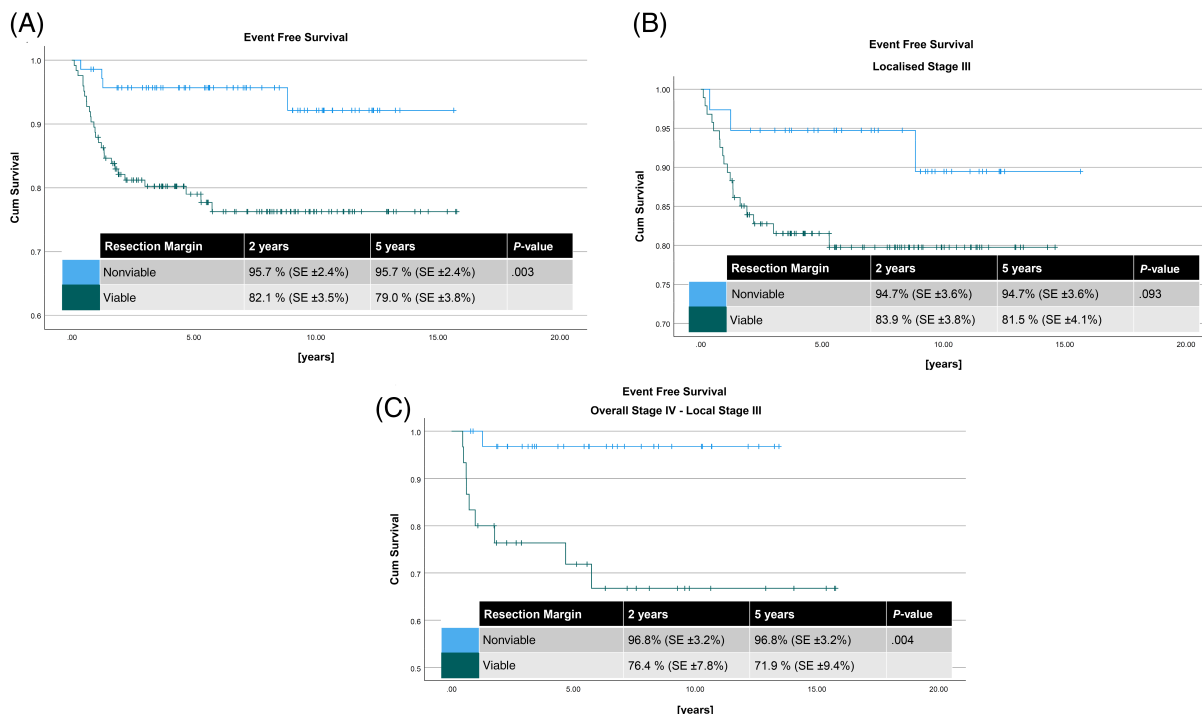 (A)
Event Free Survival
Cum Survival
1.0
0.9
0.8
0.7
0.6
Resection Margin 2 years 5 years P-value
Nonviable 95.7 % (SE ±2.4%) 95.7 % (SE ±2.4%) .003
Viable 82.1 % (SE ±3.5%) 79.0 % (SE ±3.8%)
.00 5.00 10.00 15.00 20.00
[years]
(B)
Event Free Survival
Localised Stage III
Cum Survival
1.00
0.95
0.90
0.85
0.80
0.75
0.70
Resection Margin 2 years 5 years P-value
Nonviable 94.7% (SE ±3.6%) 94.7% (SE ±3.6%) .093
Viable 83.9 % (SE ±3.8%) 81.5 % (SE ±4.1%)
.00 5.00 10.00 15.00 20.00
[years]
(C)
Event Free Survival
Overall Stage IV - Local Stage III
Cum Survival
1.0
0.9
0.8
0.7
0.6
0.5
Resection Margin 2 years 5 years P-value
Nonviable 96.8% (SE ±3.2%) 96.8% (SE ±3.2%) .004
Viable 76.4 % (SE ±7.8%) 71.9 % (SE ±9.4%)
.00 5.00 10.00 15.00 20.00
[years]